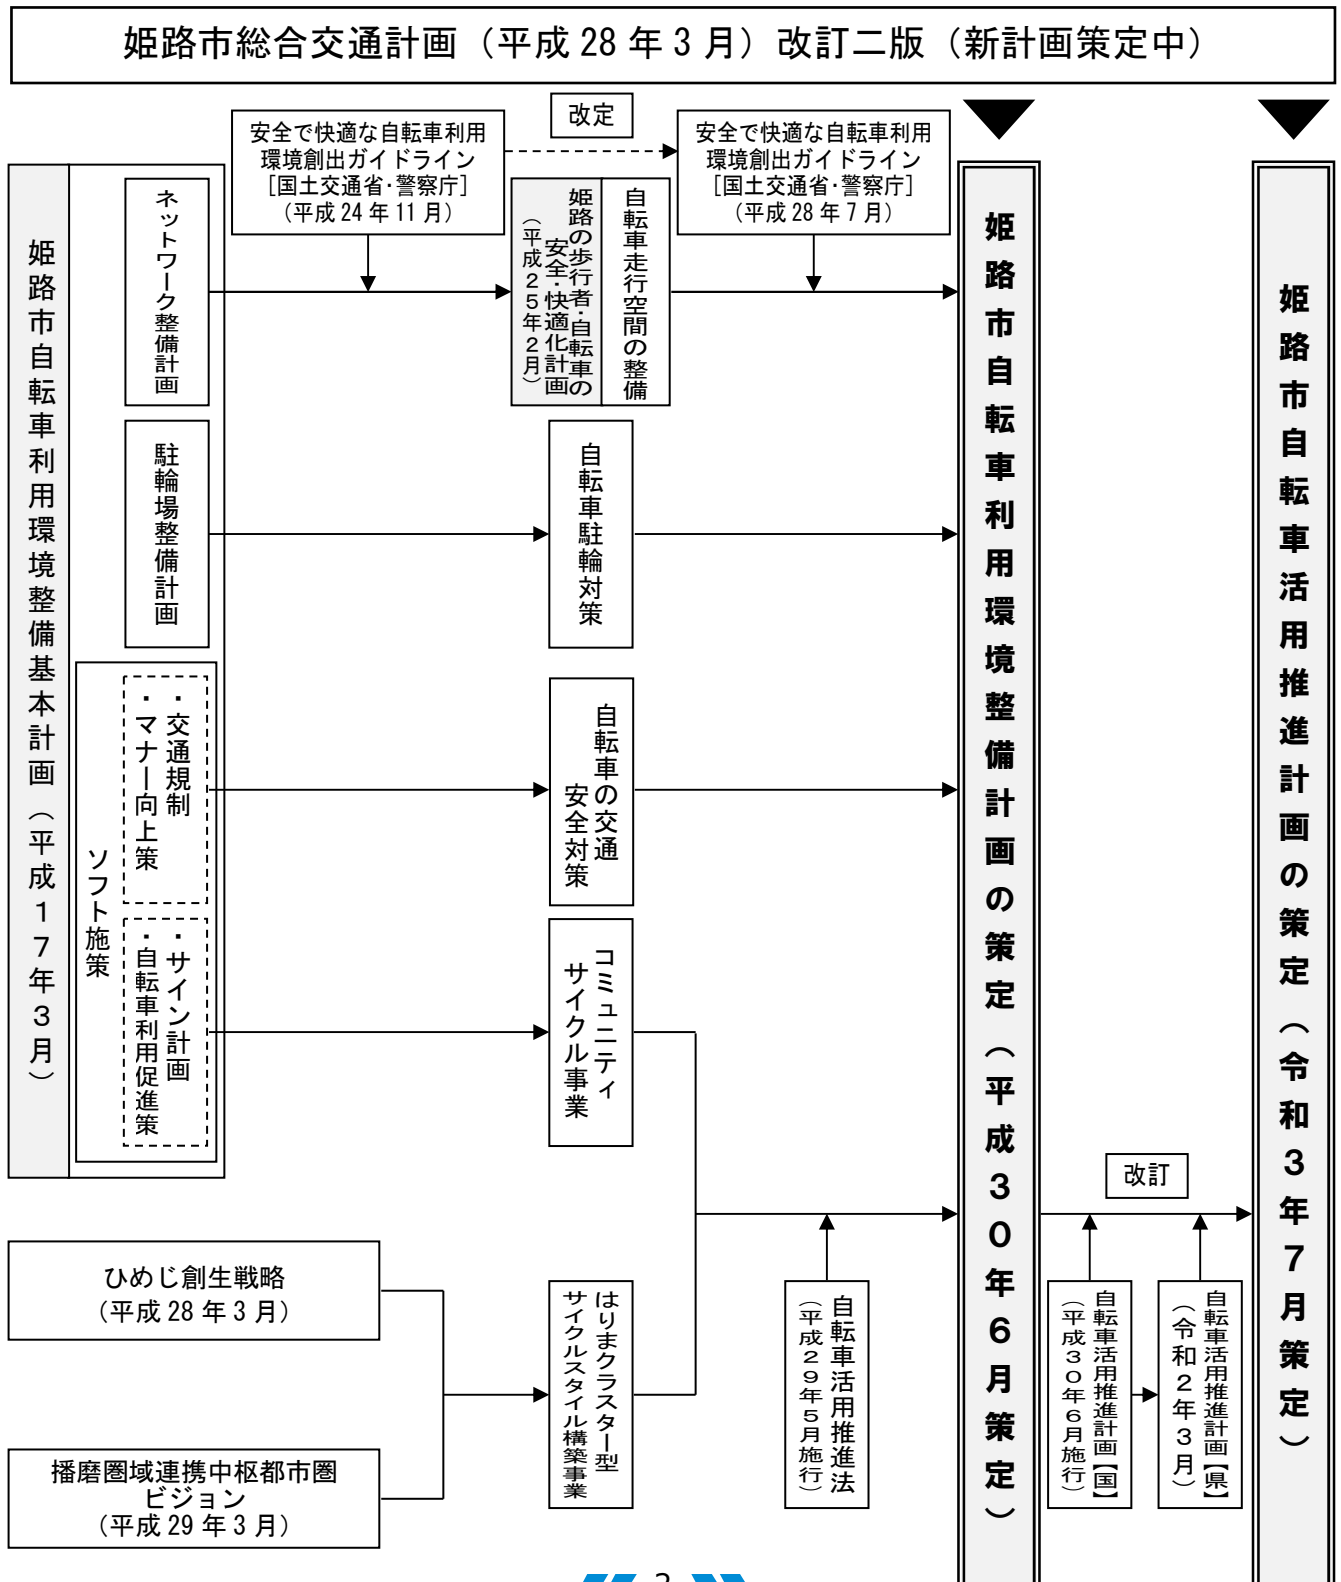 姫路市総合交通計画（平成28年3月）改訂二版（新計画策定中）
安全で快適な自転車利用
環境創出ガイドライン
［国土交通省・警察庁］
（平成24年11月）
改定
安全で快適な自転車利用
環境創出ガイドライン
［国土交通省・警察庁］
（平成28年7月）
姫路市自転車利用環境整備基本計画（平成１７年３月）
ネットワーク整備計画
姫路の歩行者・自転車の
安全・快適化計画
（平成２５年２月）
自転車走行空間の整備
駐輪場整備計画
自転車駐輪対策
ソフト施策
・交通規制
・マナー向上策
自転車の交通
安全対策
・サイン計画
・自転車利用促進策
コミュニティ
サイクル事業
ひめじ創生戦略
（平成28年3月）
播磨圏域連携中枢都市圏
ビジョン
（平成29年3月）
はりまクラスター型
サイクルスタイル構築事業
自転車活用推進法
（平成２９年５月施行）
姫路市自転車利用環境整備計画の策定（平成３０年６月策定）
改訂
自転車活用推進計画【国】
（平成３０年６月施行）
自転車活用推進計画【県】
（令和２年３月）
姫路市自転車活用推進計画の策定（令和３年７月策定）